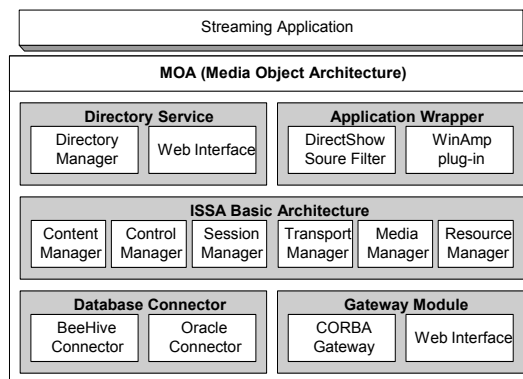 Streaming Application
MOA (Media Object Architecture)
Directory Service
Application Wrapper
Directory
Manager
Web Interface
DirectShow
Soure Filter
WinAmp
plug-in
ISSA Basic Architecture
Content
Manager
Control
Manager
Session
Manager
Transport
Manager
Media
Manager
Resource
Manager
Database Connector
Gateway Module
BeeHive
Connector
Oracle
Connector
CORBA
Gateway
Web Interface